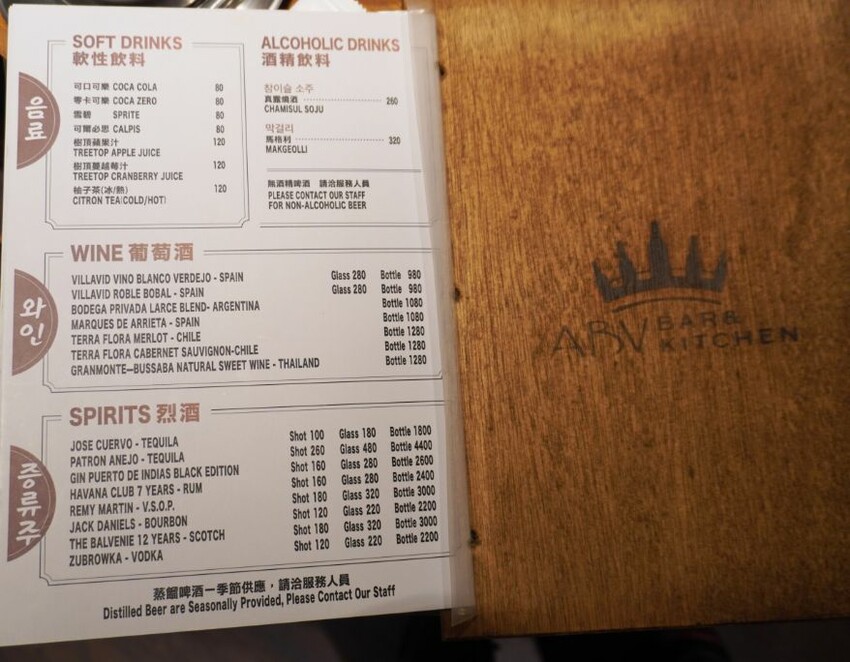 SOFT DRINKS
軟性飲料
음료
可口可樂 COCA COLA 80
零卡可樂 COCA ZERO 80
雪碧 SPRITE 80
可爾必思 CALPIS 80
樹頂蘋果汁 120
TREETOP APPLE JUICE
樹頂蔓越莓汁 120
TREETOP CRANBERRY JUICE
柚子茶(冰/熱) 120
CITRON TEA(COLD/HOT)
ALCOHOLIC DRINKS
酒精飲料
참이슬 소주
真露燒酒 260
CHAMISUL SOJU
막걸리
馬格利 320
MAKGEOLLI
無酒精啤酒 請洽服務人員
PLEASE CONTACT OUR STAFF
FOR NON-ALCOHOLIC BEER
WINE 葡萄酒
와인
VILLAVID VINO BLANCO VERDEJO - SPAIN Glass 280 Bottle 980
VILLAVID ROBLE BOBAL - SPAIN Glass 280 Bottle 980
BODEGA PRIVADA LARCE BLEND- ARGENTINA Bottle 1080
MARQUES DE ARRIETA - SPAIN Bottle 1080
TERRA FLORA MERLOT - CHILE Bottle 1280
TERRA FLORA CABERNET SAUVIGNON-CHILE Bottle 1280
GRANMONTE—BUSSABA NATURAL SWEET WINE - THAILAND Bottle 1280
SPIRITS 烈酒
증류주
JOSE CUERVO - TEQUILA Shot 100 Glass 180 Bottle 1800
PATRON ANEJO - TEQUILA Shot 260 Glass 480 Bottle 4400
GIN PUERTO DE INDIAS BLACK EDITION Shot 160 Glass 280 Bottle 2600
HAVANA CLUB 7 YEARS - RUM Shot 160 Glass 280 Bottle 2400
REMY MARTIN - V.S.O.P. Shot 180 Glass 320 Bottle 3000
JACK DANIELS - BOURBON Shot 120 Glass 220 Bottle 2200
THE BALVENIE 12 YEARS - SCOTCH Shot 180 Glass 320 Bottle 3000
ZUBROWKA - VODKA Shot 120 Glass 220 Bottle 2200
蒸餾啤酒一季節供應，請洽服務人員
Distilled Beer are Seasonally Provided, Please Contact Our Staff
ABV BAR &
KITCHEN